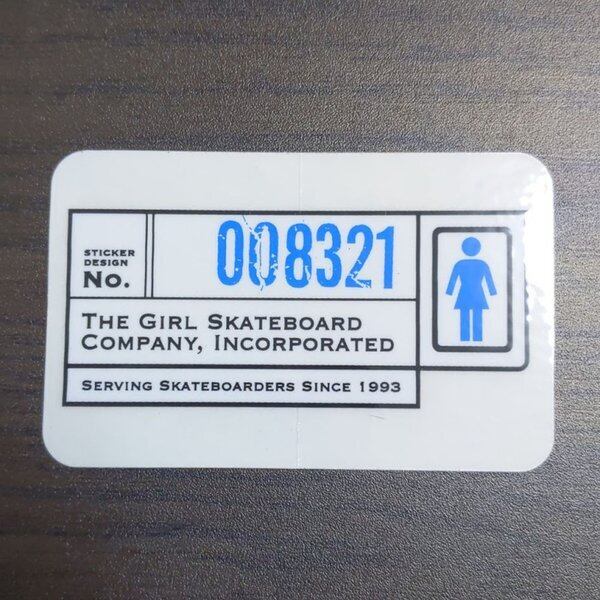 STICKER
DESIGN
No.
008321
THE GIRL SKATEBOARD
COMPANY, INCORPORATED
SERVING SKATEBOARDERS SINCE 1993